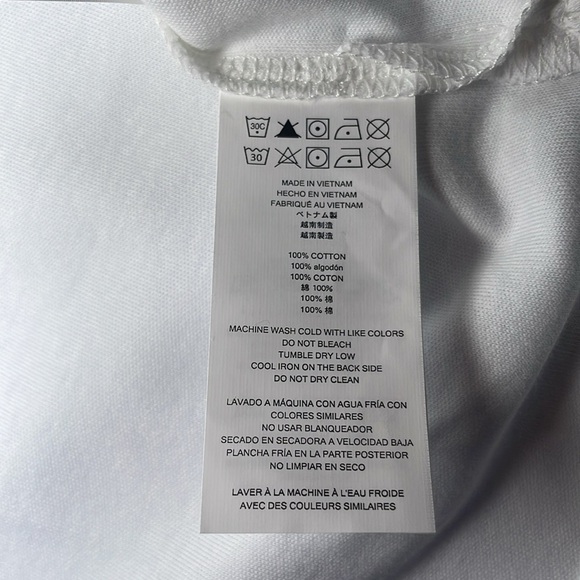 30C
30
MADE IN VIETNAM
HECHO EN VIETNAM
FABRIQUÉ AU VIETNAM
ベトナム製
越南制造
越南製造
100% COTTON
100% algodón
100% COTON
綿 100%
100% 棉
100% 棉
MACHINE WASH COLD WITH LIKE COLORS
DO NOT BLEACH
TUMBLE DRY LOW
COOL IRON ON THE BACK SIDE
DO NOT DRY CLEAN
LAVADO A MÁQUINA CON AGUA FRÍA CON
COLORES SIMILARES
NO USAR BLANQUEADOR
SECADO EN SECADORA A VELOCIDAD BAJA
PLANCHA FRÍA EN LA PARTE POSTERIOR
NO LIMPIAR EN SECO
LAVER À LA MACHINE À L'EAU FROIDE
AVEC DES COULEURS SIMILAIRES